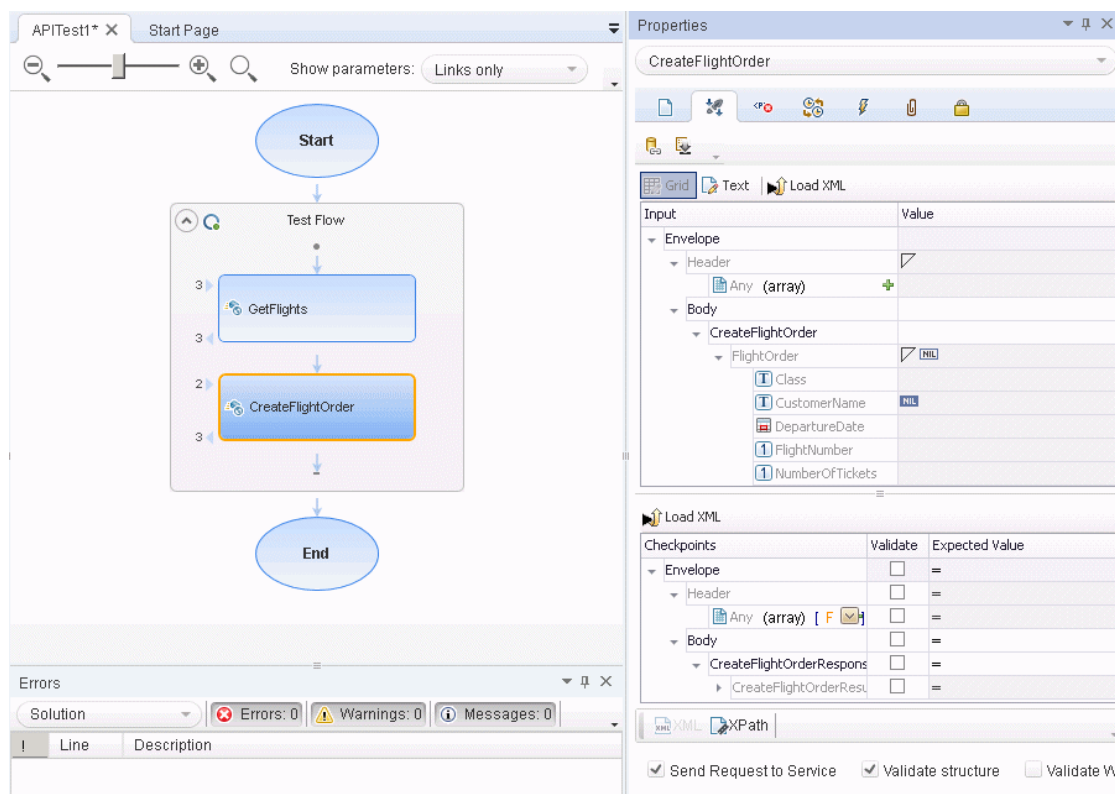 APITest1*
Start Page
Show parameters: Links only
Start
Test Flow
3
GetFlights
3
2
CreateFlightOrder
3
End
Errors
Solution
Errors: 0
Warnings: 0
Messages: 0
! Line Description
Properties
CreateFlightOrder
Grid Text Load XML
Input Value
Envelope
Header
Any (array)
Body
CreateFlightOrder
FlightOrder NIL
Class
CustomerName NIL
DepartureDate
FlightNumber
NumberOfTickets
Load XML
Checkpoints Validate Expected Value
Envelope =
Header =
Any (array) [ F ] =
Body =
CreateFlightOrderRespons =
CreateFlightOrderResu =
XML XPath
Send Request to Service Validate structure Validate W